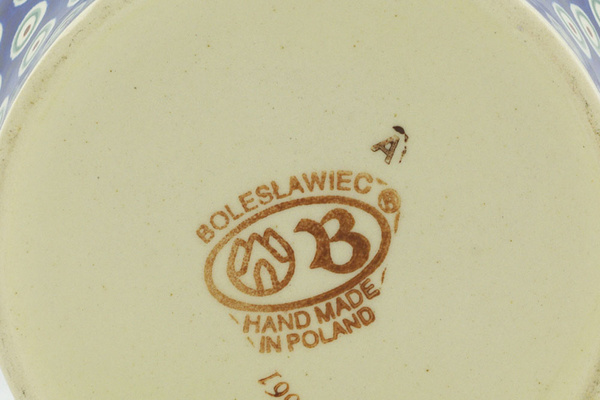 A
BOLESŁAWIEC ®
B
HAND MADE
IN POLAND